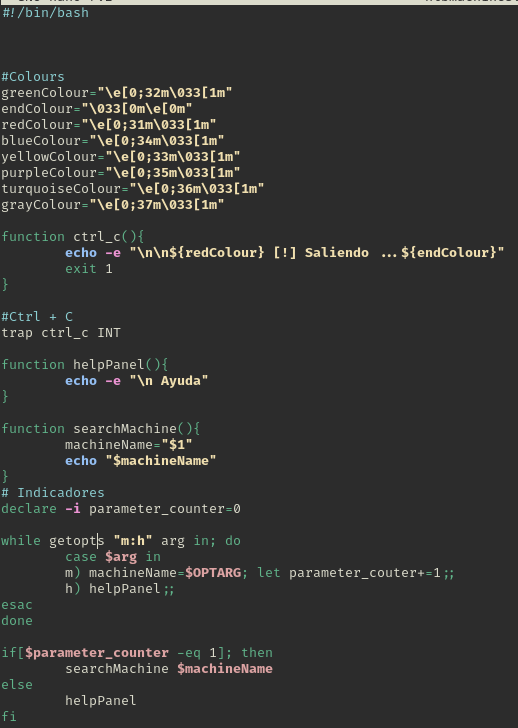 #!/bin/bash
#Colours
greenColour="\e[0;32m\033[1m"
endColour="\033[0m\e[0m"
redColour="\e[0;31m\033[1m"
blueColour="\e[0;34m\033[1m"
yellowColour="\e[0;33m\033[1m"
purpleColour="\e[0;35m\033[1m"
turquoiseColour="\e[0;36m\033[1m"
grayColour="\e[0;37m\033[1m"
function ctrl_c(){
echo -e "\n\n${redColour} [!] Saliendo ...${endColour}"
exit 1
}
#Ctrl + C
trap ctrl_c INT
function helpPanel(){
echo -e "\n Ayuda"
}
function searchMachine(){
machineName="$1"
echo "$machineName"
}
# Indicadores
declare -i parameter_counter=0
while getopts "m:h" arg in; do
case $arg in
m) machineName=$OPTARG; let parameter_couter+=1;;
h) helpPanel;;
esac
done
if[$parameter_counter -eq 1]; then
searchMachine $machineName
else
helpPanel
fi